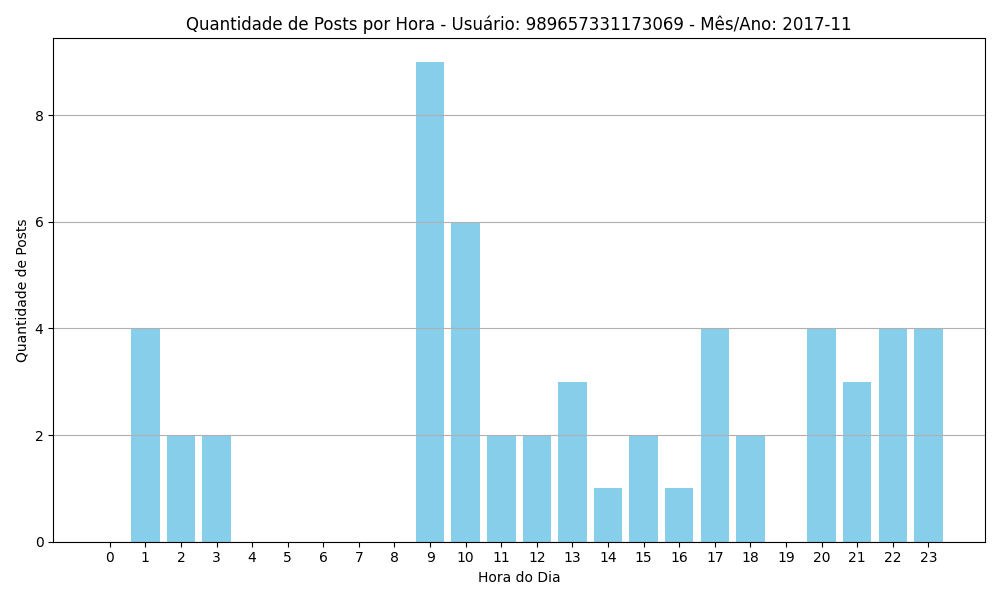 Quantidade de Posts por Hora - Usuário: 989657331173069 - Mês/Ano: 2017-11
Quantidade de Posts
8
6
4
2
0
0 1 2 3 4 5 6 7 8 9 10 11 12 13 14 15 16 17 18 19 20 21 22 23
Hora do Dia